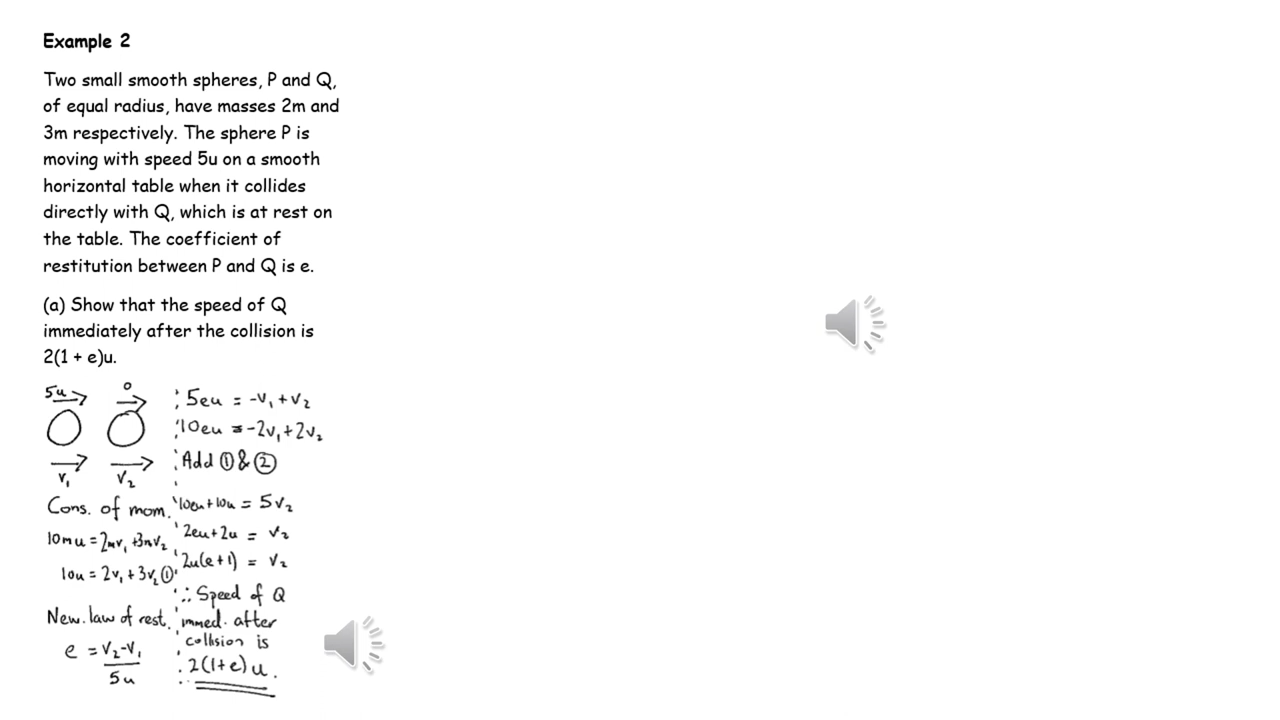 Example 2
Two small smooth spheres, P and Q,
of equal radius, have masses 2m and
3m respectively. The sphere P is
moving with speed 5u on a smooth
horizontal table when it collides
directly with Q, which is at rest on
the table. The coefficient of
restitution between P and Q is e.
(a) Show that the speed of Q
immediately after the collision is
2(1 + e)u.
5u 0
v₁ v₂
Cons. of mom.
10mu = 2mv₁ + 3mv₂
10u = 2v₁ + 3v₂ ①
New. law of rest.
e = v₂-v₁
5u
5eu = -v₁ + v₂
10eu = -2v₁ + 2v₂
Add ① & ②
10eu + 10u = 5v₂
2eu + 2u = v₂
2u(e+1) = v₂
∴ Speed of Q
immed. after
collision is
2(1+e)u.